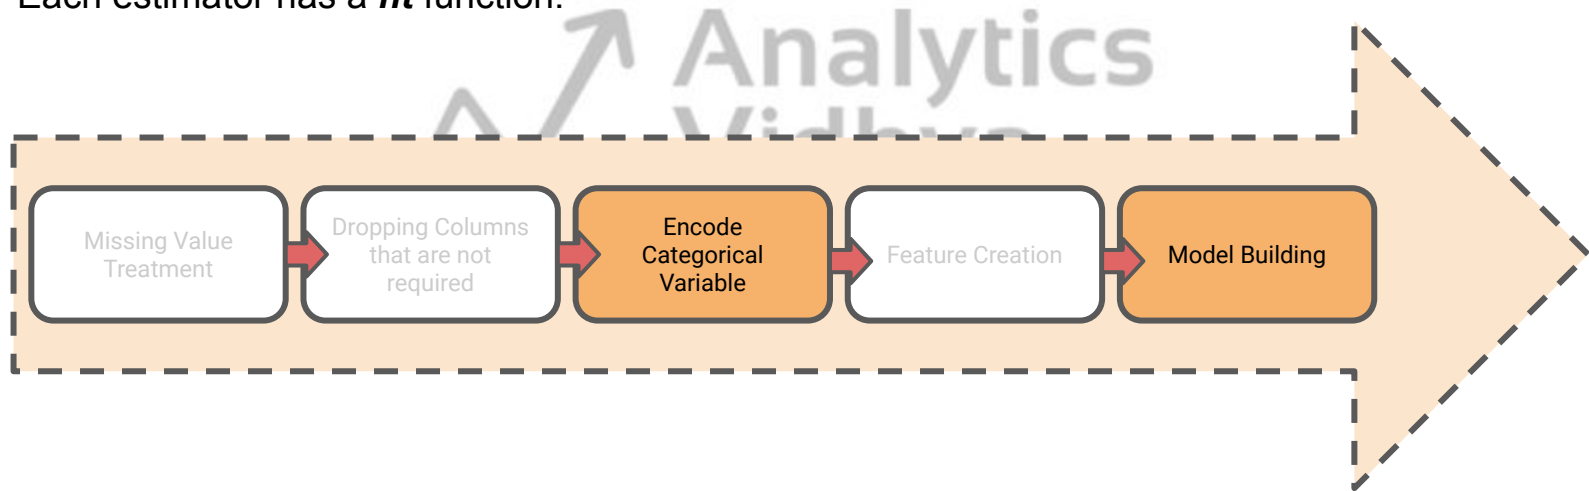 Each estimator has a fit function.
Analytics
Vidhya
Missing Value
Treatment
Dropping Columns
that are not
required
Encode
Categorical
Variable
Feature Creation
Model Building